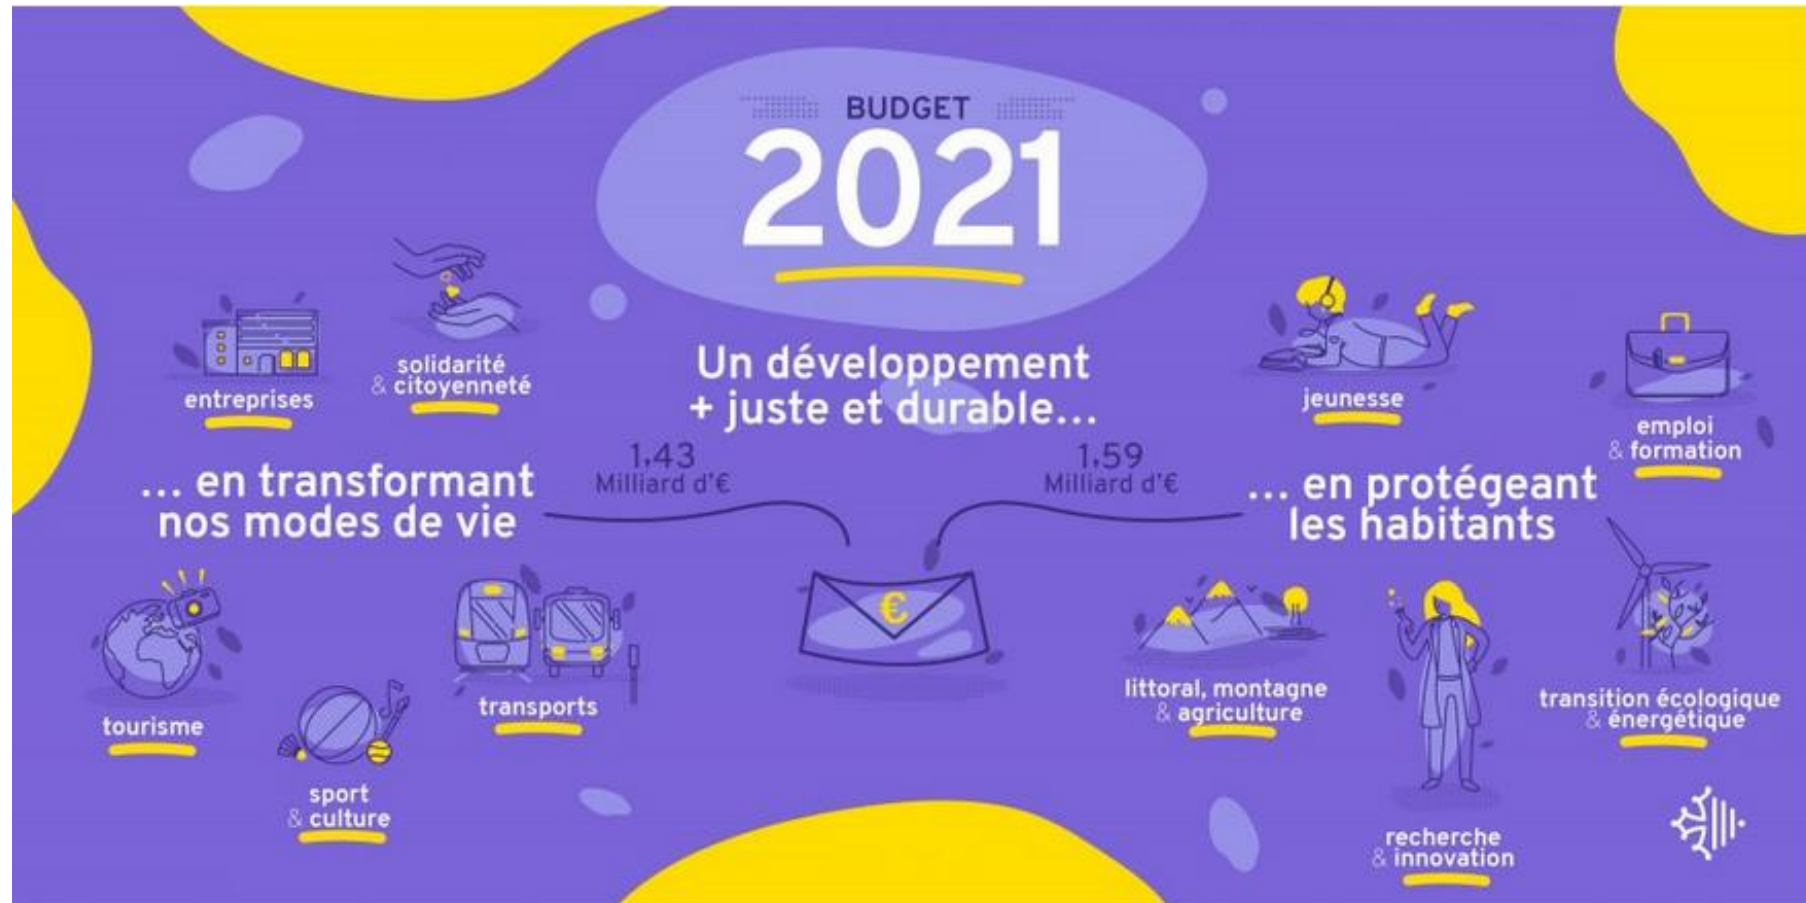 BUDGET
2021
Un développement
+ juste et durable...
1,43
Milliard d'€
1,59
Milliard d'€
... en transformant
nos modes de vie
entreprises
solidarité
& citoyenneté
tourisme
sport
& culture
transports
€
... en protégeant
les habitants
jeunesse
emploi
& formation
littoral, montagne
& agriculture
recherche
& innovation
transition écologique
& énergétique